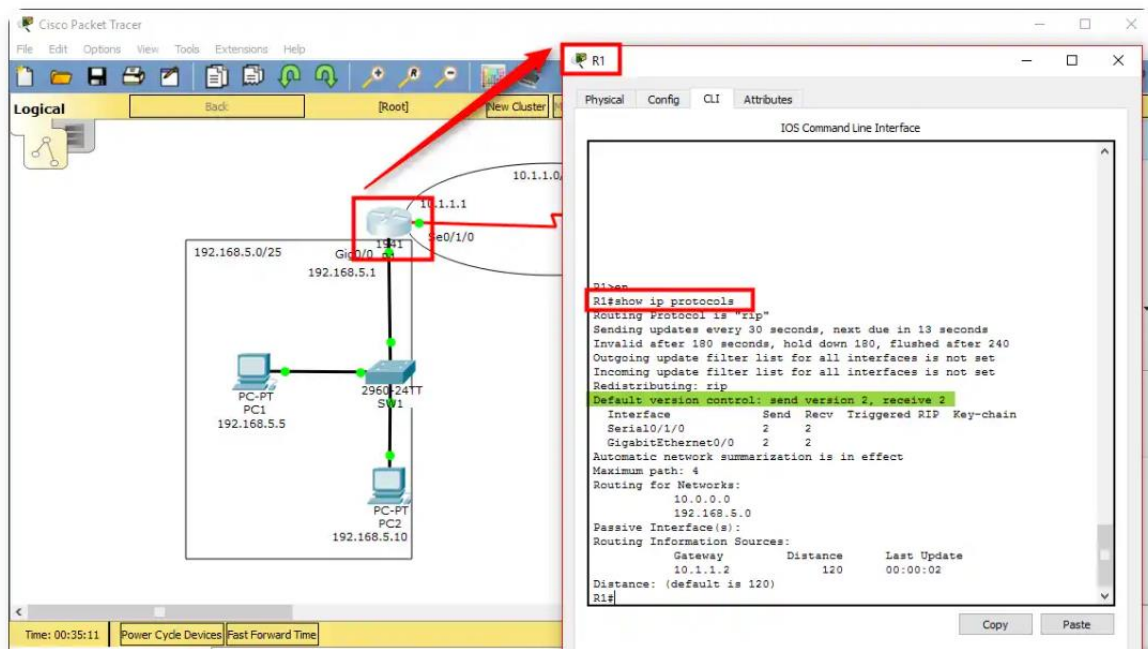 Cisco Packet Tracer
File Edit Options View Tools Extensions Help
Logical
Back
[Root]
New Cluster
10.1.1.0
10.1.1.1
Se0/1/0
1941
Gig0/0
192.168.5.0/25
192.168.5.1
PC-PT
PC1
192.168.5.5
2960-24TT
SW1
PC-PT
PC2
192.168.5.10
Time: 00:35:11
Power Cycle Devices
Fast Forward Time
R1
Physical Config CLI Attributes
IOS Command Line Interface
R1>en
R1#show ip protocols
Routing Protocol is "rip"
Sending updates every 30 seconds, next due in 13 seconds
Invalid after 180 seconds, hold down 180, flushed after 240
Outgoing update filter list for all interfaces is not set
Incoming update filter list for all interfaces is not set
Redistributing: rip
Default version control: send version 2, receive 2
Interface Send Recv Triggered RIP Key-chain
Serial0/1/0 2 2
GigabitEthernet0/0 2 2
Automatic network summarization is in effect
Maximum path: 4
Routing for Networks:
10.0.0.0
192.168.5.0
Passive Interface(s):
Routing Information Sources:
Gateway Distance Last Update
10.1.1.2 120 00:00:02
Distance: (default is 120)
R1#
Copy
Paste